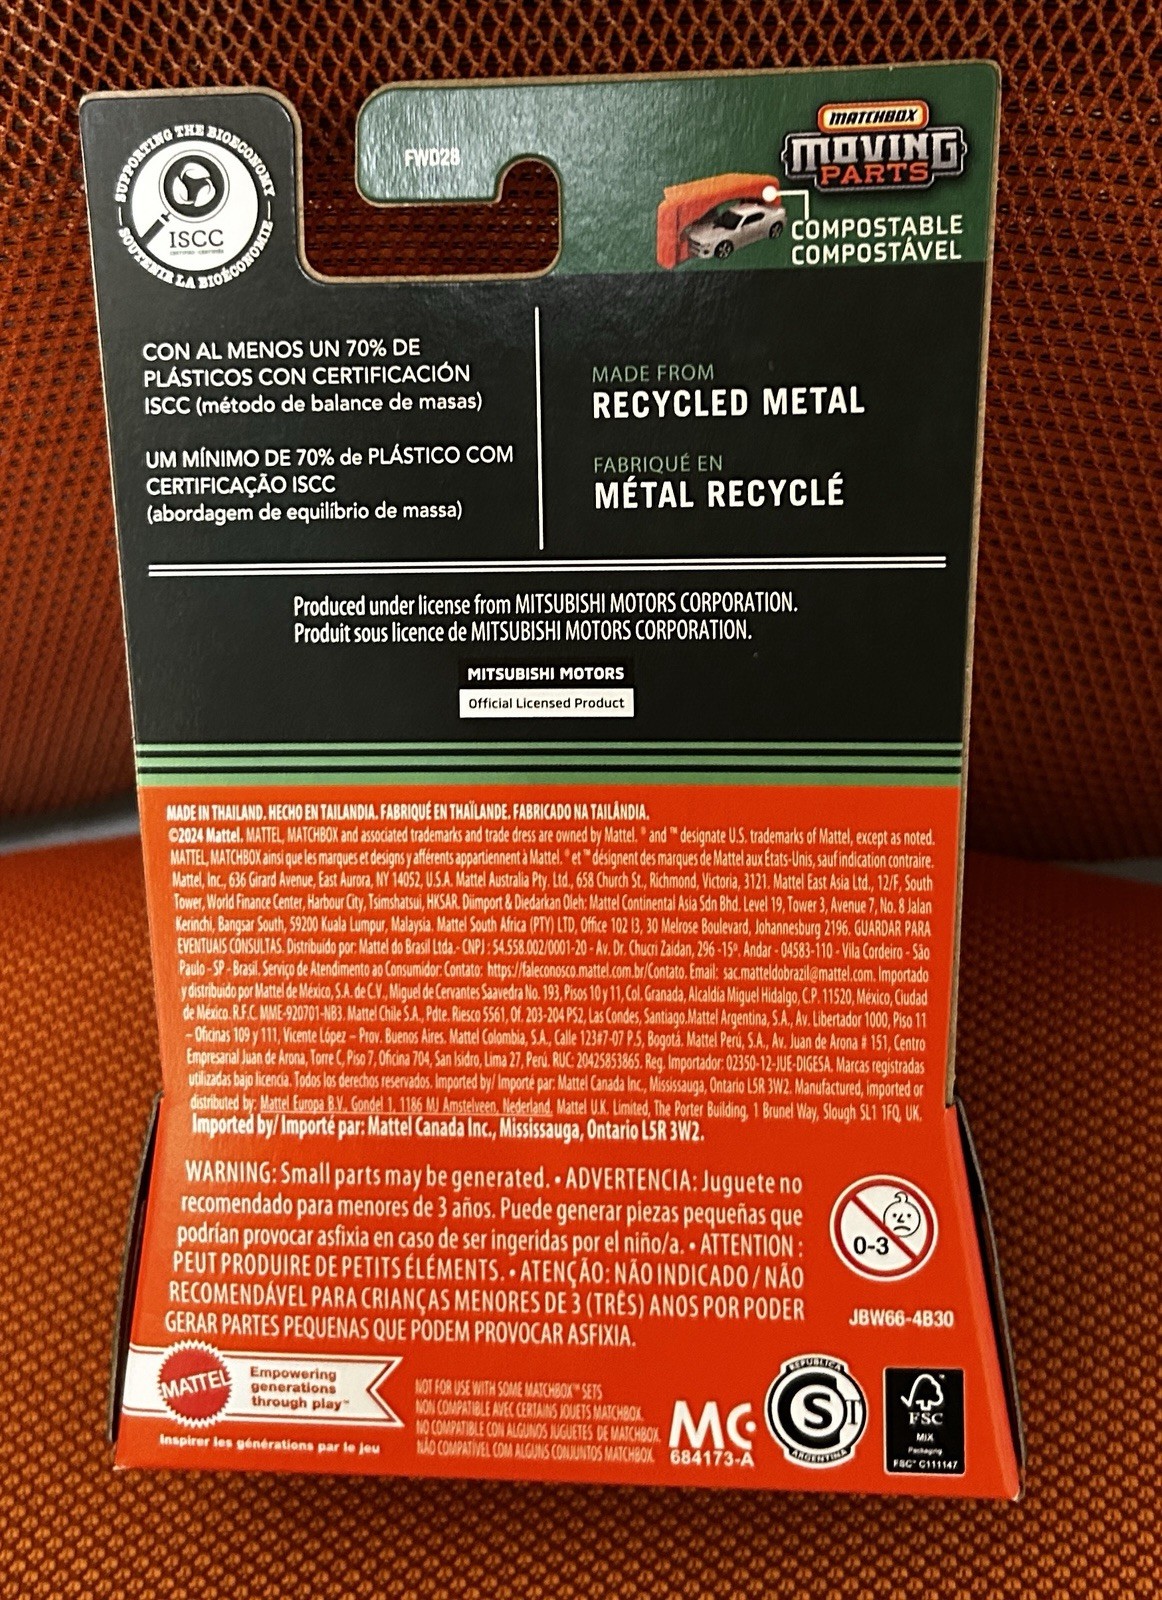 SUPPORTING THE BIOECONOMY
ISCC
SOUTENIR LA BIOÉCONOMIE
FWD28
MATCHBOX
MOVING
PARTS
COMPOSTABLE
COMPOSTÁVEL
CON AL MENOS UN 70% DE
PLÁSTICOS CON CERTIFICACIÓN
ISCC (método de balance de masas)
UM MÍNIMO DE 70% de PLÁSTICO COM
CERTIFICAÇÃO ISCC
(abordagem de equilíbrio de massa)
MADE FROM
RECYCLED METAL
FABRIQUÉ EN
MÉTAL RECYCLÉ
Produced under license from MITSUBISHI MOTORS CORPORATION.
Produit sous licence de MITSUBISHI MOTORS CORPORATION.
MITSUBISHI MOTORS
Official Licensed Product
MADE IN THAILAND. HECHO EN TAILANDIA. FABRIQUÉ EN THAÏLANDE. FABRICADO NA TAILÂNDIA.
©2024 Mattel. MATTEL, MATCHBOX and associated trademarks and trade dress are owned by Mattel. ® and ™ designate U.S. trademarks of Mattel, except as noted.
MATTEL, MATCHBOX ainsi que les marques et designs y afférents appartiennent à Mattel. ® et ™ désignent des marques de Mattel aux États-Unis, sauf indication contraire.
Mattel, Inc., 636 Girard Avenue, East Aurora, NY 14052, U.S.A. Mattel Australia Pty. Ltd., 658 Church St., Richmond, Victoria, 3121. Mattel East Asia Ltd., 12/F, South
Tower, World Finance Center, Harbour City, Tsimshatsui, HKSAR. Diimport & Diedarkan Oleh: Mattel Continental Asia Sdn Bhd. Level 19, Tower 3, Avenue 7, No. 8 Jalan
Kerinchi, Bangsar South, 59200 Kuala Lumpur, Malaysia. Mattel South Africa (PTY) LTD, Office 102 I3, 30 Melrose Boulevard, Johannesburg 2196. GUARDAR PARA
EVENTUAIS CONSULTAS. Distribuido por: Mattel do Brasil Ltda.- CNPJ : 54.558.002/0001-20 - Av. Dr. Chucri Zaidan, 296 -15º. Andar - 04583-110 - Vila Cordeiro - São
Paulo - SP - Brasil. Serviço de Atendimento ao Consumidor: Contato: https://faleconosco.mattel.com.br/Contato. Email: sac.matteldobrazil@mattel.com. Importado
y distribuido por Mattel de México, S.A. de C.V., Miguel de Cervantes Saavedra No. 193, Pisos 10 y 11, Col. Granada, Alcaldía Miguel Hidalgo, C.P. 11520, México, Ciudad
de México. R.F.C. MME-920701-NB3. Mattel Chile S.A., Pdte. Riesco 5561, Of. 203-204 PS2, Las Condes, Santiago.Mattel Argentina, S.A., Av. Libertador 1000, Piso 11
– Oficinas 109 y 111, Vicente López – Prov. Buenos Aires. Mattel Colombia, S.A., Calle 123#7-07 P.5, Bogotá. Mattel Perú, S.A., Av. Juan de Arona # 151, Centro
Empresarial Juan de Arona, Torre C, Piso 7, Oficina 704, San Isidro, Lima 27, Perú. RUC: 20425853865. Reg. Importador: 02350-12-JUE-DIGESA. Marcas registradas
utilizadas bajo licencia. Todos los derechos reservados. Imported by/ Importé par: Mattel Canada Inc., Mississauga, Ontario L5R 3W2. Manufactured, imported or
distributed by: Mattel Europa B.V., Gondel 1, 1186 MJ Amstelveen, Nederland. Mattel U.K. Limited, The Porter Building, 1 Brunel Way, Slough SL1 1FQ, UK.
Imported by/ Importé par: Mattel Canada Inc., Mississauga, Ontario L5R 3W2.
WARNING: Small parts may be generated. • ADVERTENCIA: Juguete no
recomendado para menores de 3 años. Puede generar piezas pequeñas que
podrían provocar asfixia en caso de ser ingeridas por el niño/a. • ATTENTION :
PEUT PRODUIRE DE PETITS ÉLÉMENTS. • ATENÇÃO: NÃO INDICADO / NÃO
RECOMENDÁVEL PARA CRIANÇAS MENORES DE 3 (TRÊS) ANOS POR PODER
GERAR PARTES PEQUENAS QUE PODEM PROVOCAR ASFIXIA.
0-3
JBW66-4B30
MATTEL
Empowering
generations
through play™
Inspirer les générations par le jeu
NOT FOR USE WITH SOME MATCHBOX™ SETS
NON COMPATIBLE AVEC CERTAINS JOUETS MATCHBOX.
NO COMPATIBLE CON ALGUNOS JUGUETES DE MATCHBOX.
NÃO COMPATÍVEL COM ALGUNS CONJUNTOS MATCHBOX.
MC
684173-A
REPUBLICA
S
ARGENTINA
FSC
MIX
Packaging
FSC™ C111147